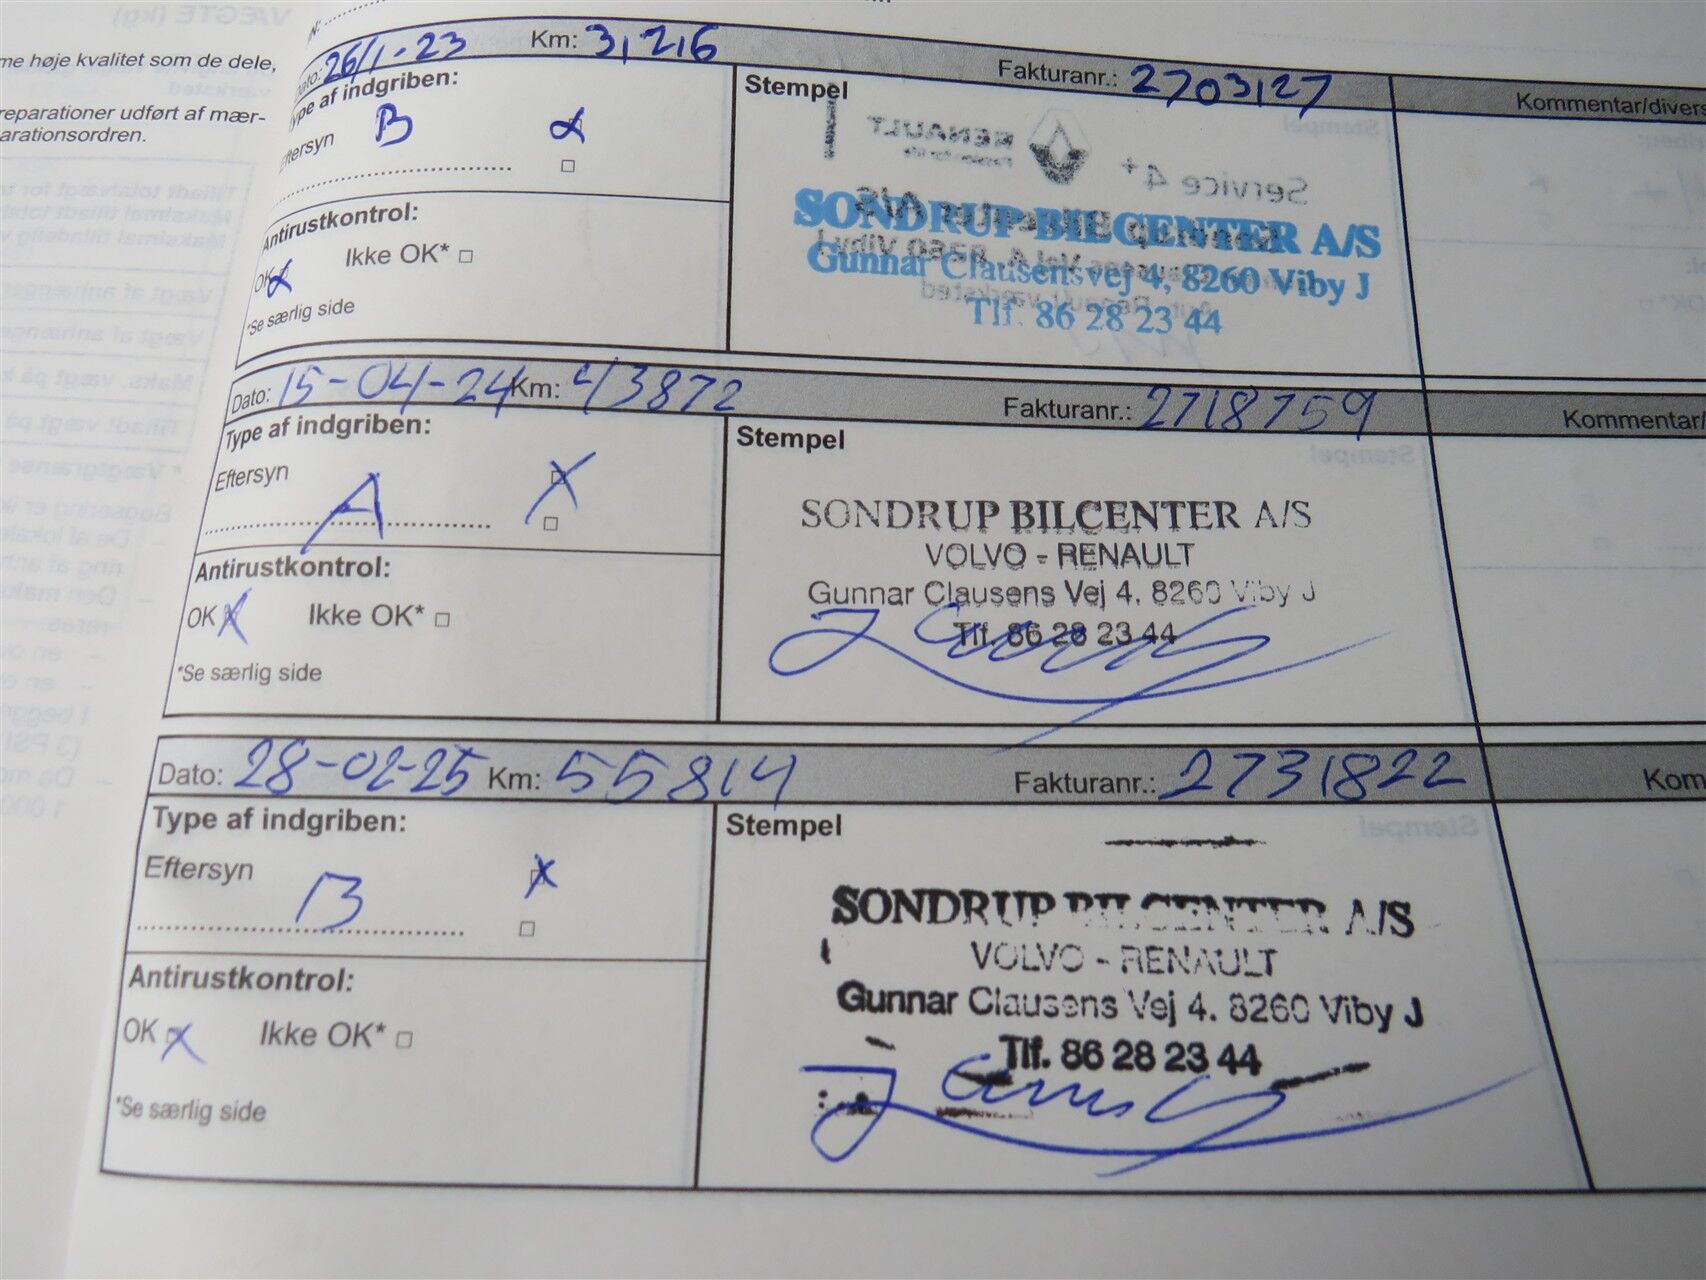 me høje kvalitet som de dele,
reparationer udført af mær-
arationsordren.
Dato: 26/1-23 Km: 31,216 Fakturanr.: 2703127 Kommentar/divers
Type af indgriben:
Eftersyn B
Stempel
SONDRUP BILCENTER A/S
Gunnar Clausensvej 4, 8260 Viby J
Tlf. 86 28 23 44
Antirustkontrol:
OK Ikke OK*
*Se særlig side
Dato: 15-04-24 Km: 43872 Fakturanr.: 2718759 Kommentar/
Type af indgriben:
Eftersyn A
Stempel
SONDRUP BILCENTER A/S
VOLVO - RENAULT
Gunnar Clausens Vej 4. 8260 Viby J
Tlf. 86 28 23 44
Antirustkontrol:
OK Ikke OK*
*Se særlig side
Dato: 28-02-25 Km: 55814 Fakturanr.: 2731822 Kom
Type af indgriben:
Eftersyn B
Stempel
SONDRUP BILCENTER A/S
VOLVO - RENAULT
Gunnar Clausens Vej 4. 8260 Viby J
Tlf. 86 28 23 44
Antirustkontrol:
OK Ikke OK*
*Se særlig side